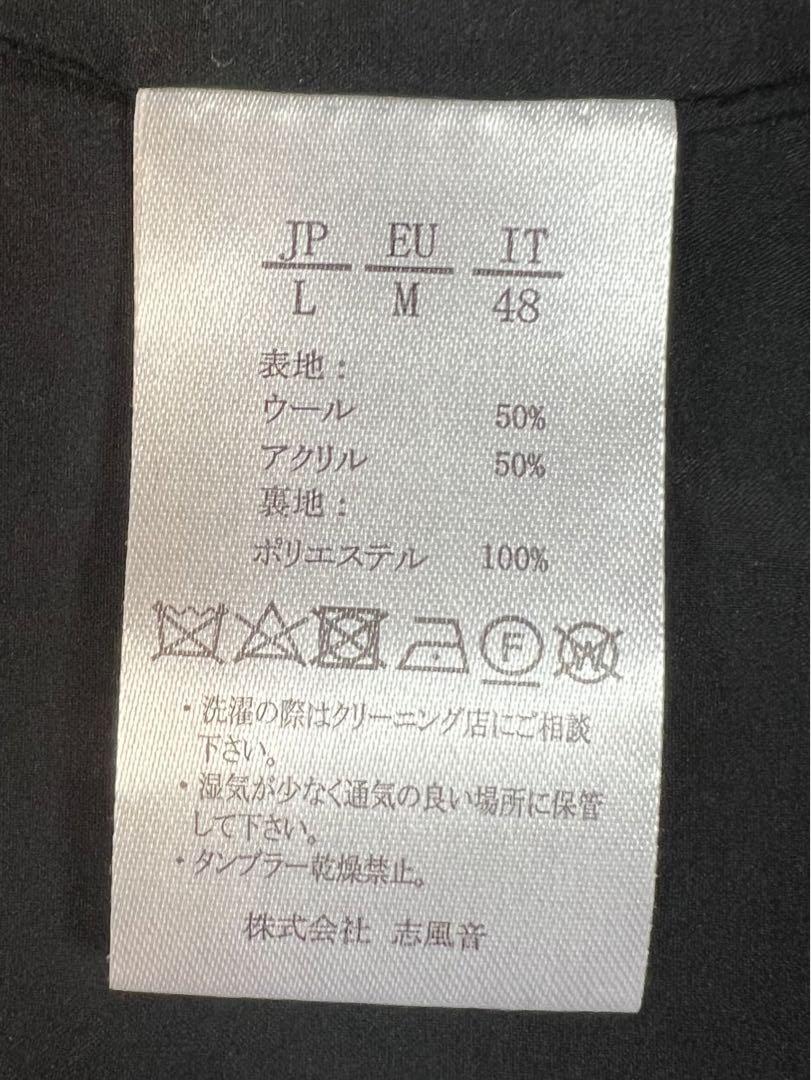 JP EU IT
L M 48
表地：
ウール 50%
アクリル 50%
裏地：
ポリエステル 100%
F W
・洗濯の際はクリーニング店にご相談
下さい。
・湿気が少なく通気の良い場所に保管
して下さい。
・タンブラー乾燥禁止。
株式会社 志風音